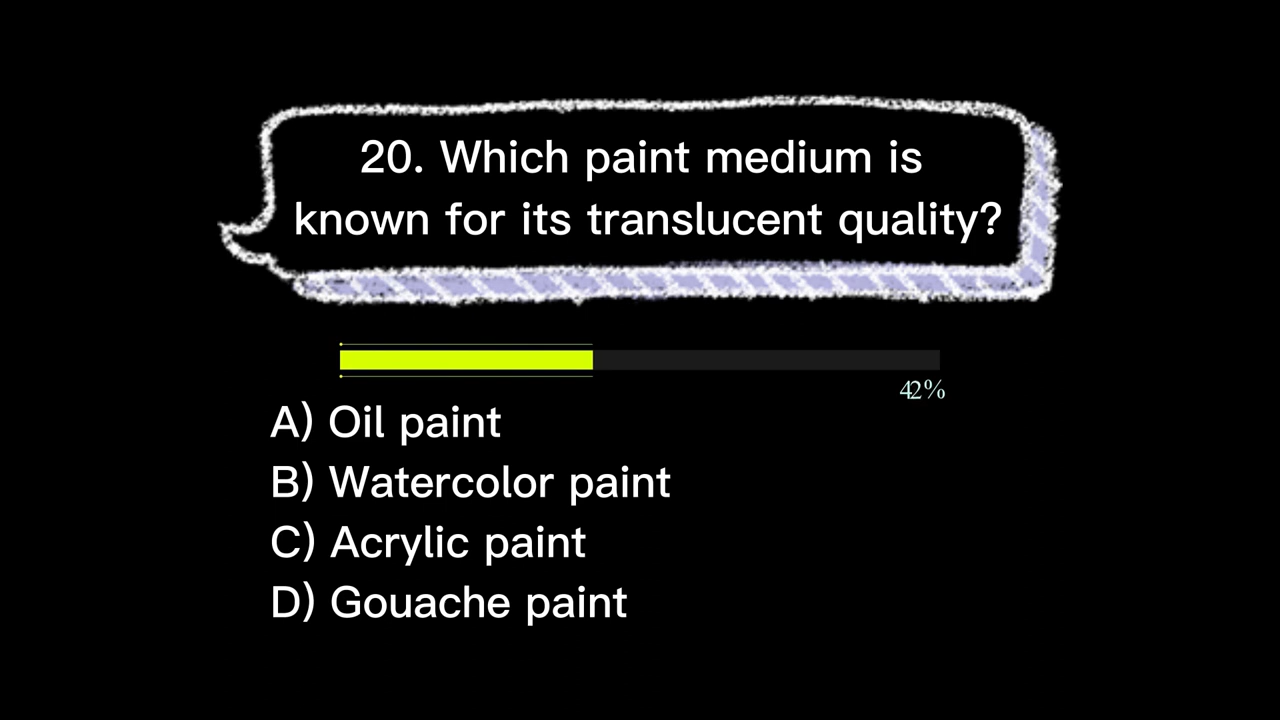 20. Which paint medium is
known for its translucent quality?
42%
A) Oil paint
B) Watercolor paint
C) Acrylic paint
D) Gouache paint